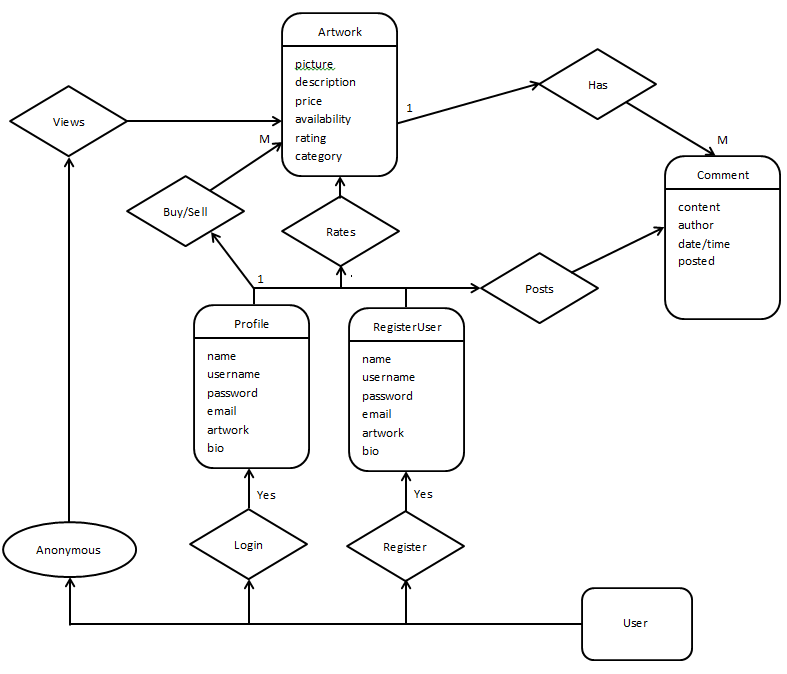 Artwork
picture
description
price
availability
rating
category
Has
1
Views
M
M
Comment
content
author
date/time
posted
Buy/Sell
Rates
.
1
Posts
Profile
name
username
password
email
artwork
bio
RegisterUser
name
username
password
email
artwork
bio
Yes
Yes
Anonymous
Login
Register
User